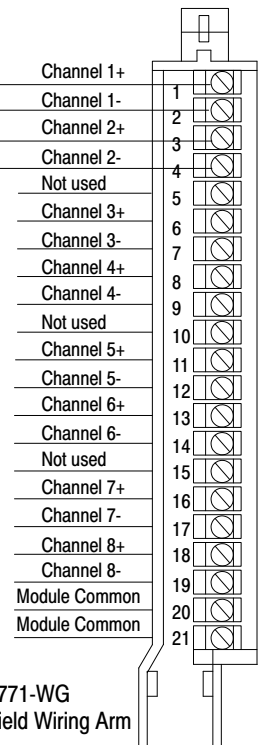 Channel 1+
1
Channel 1-
2
Channel 2+
3
Channel 2-
4
Not used
5
Channel 3+
6
Channel 3-
7
Channel 4+
8
Channel 4-
9
Not used
10
Channel 5+
11
Channel 5-
12
Channel 6+
13
Channel 6-
14
Not used
15
Channel 7+
16
Channel 7-
17
Channel 8+
18
Channel 8-
19
Module Common
20
Module Common
21
771-WG
ield Wiring Arm